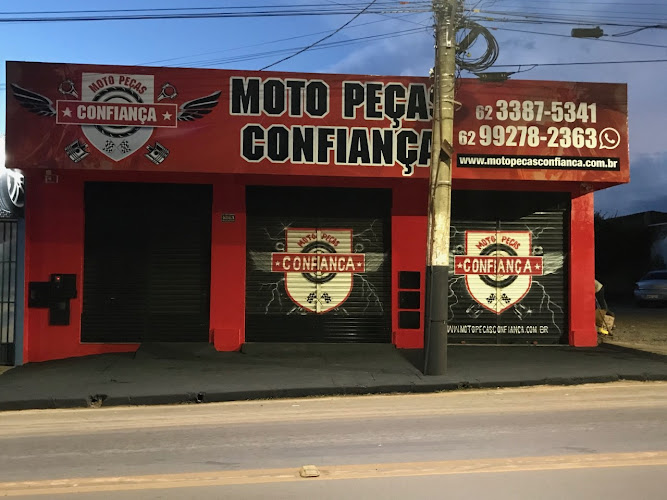 MOTO PEÇAS
CONFIANÇA
MOTO PEÇAS
CONFIANÇA
62 3387-5341
62 99278-2363
www.motopecasconfianca.com.br
MOTO PEÇAS
CONFIANÇA
MOTO PEÇAS
CONFIANÇA
WWW.MOTOPECASCONFIANCA.COM.BR